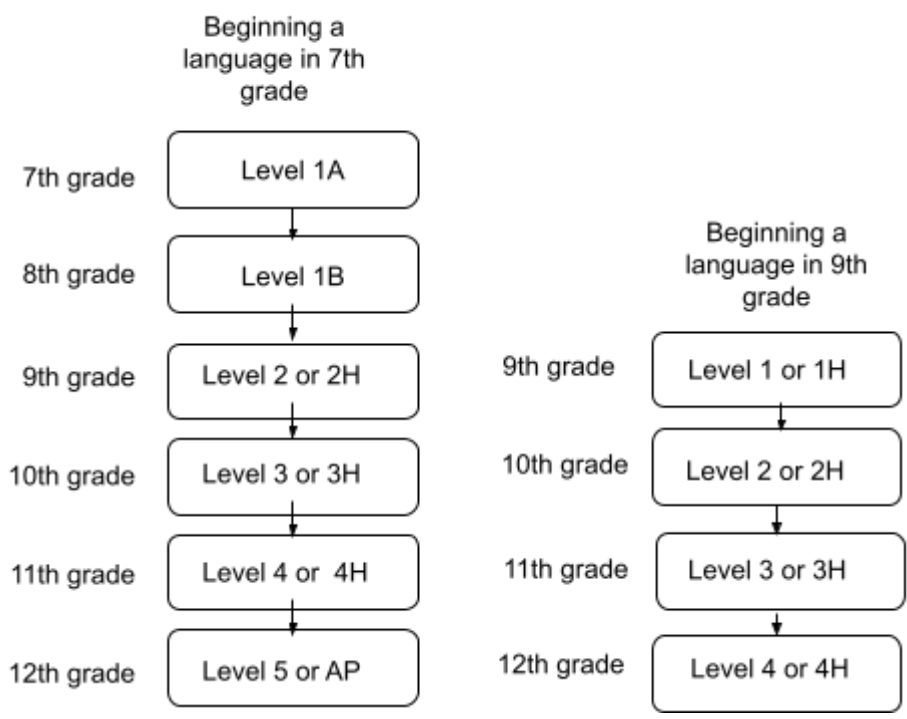 Beginning a
language in 7th
grade
7th grade
Level 1A
8th grade
Level 1B
9th grade
Level 2 or 2H
10th grade
Level 3 or 3H
11th grade
Level 4 or 4H
12th grade
Level 5 or AP
Beginning a
language in 9th
grade
9th grade
Level 1 or 1H
10th grade
Level 2 or 2H
11th grade
Level 3 or 3H
12th grade
Level 4 or 4H